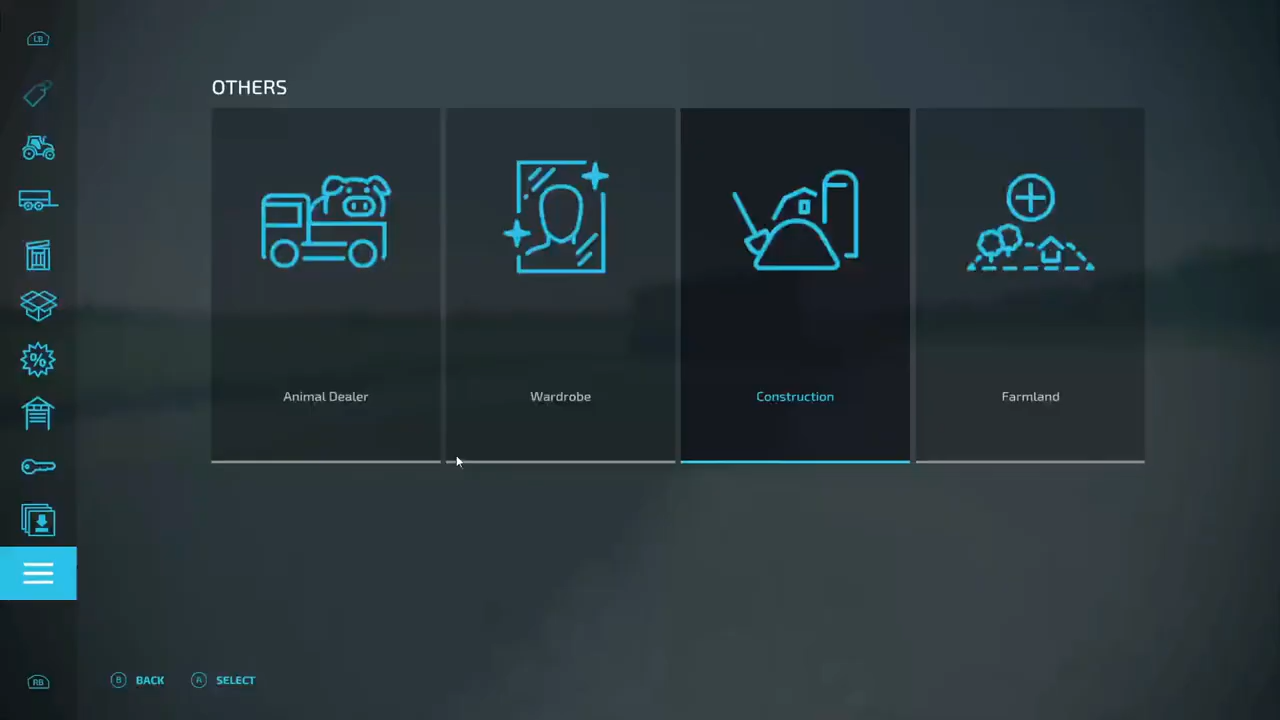 LB
OTHERS
%
Animal Dealer
Wardrobe
Construction
Farmland
RB
B BACK
A SELECT